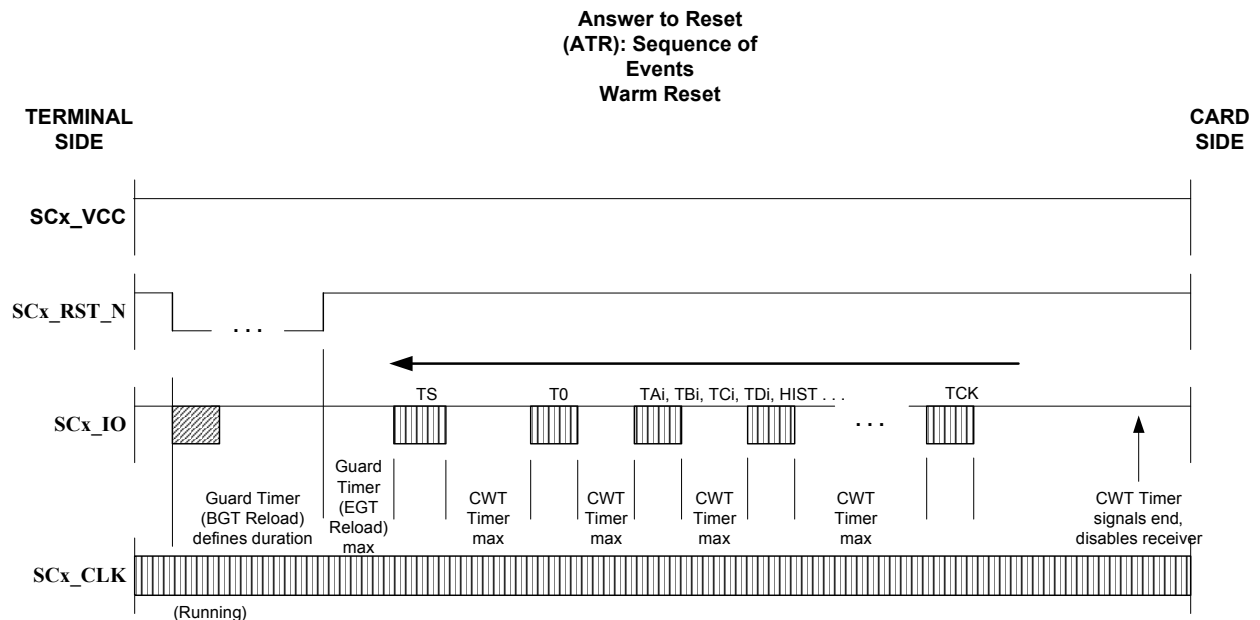 Answer to Reset
(ATR): Sequence of
Events
Warm Reset
TERMINAL
SIDE
CARD
SIDE
SCx_VCC
SCx_RST_N
. . .
SCx_IO
TS
T0
TAi, TBi, TCi, TDi, HIST . . .
TCK
. . .
Guard Timer
(BGT Reload)
defines duration
Guard
Timer
(EGT
Reload)
max
CWT
Timer
max
CWT
Timer
max
CWT
Timer
max
CWT
Timer
max
CWT Timer
signals end,
disables receiver
SCx_CLK
(Running)